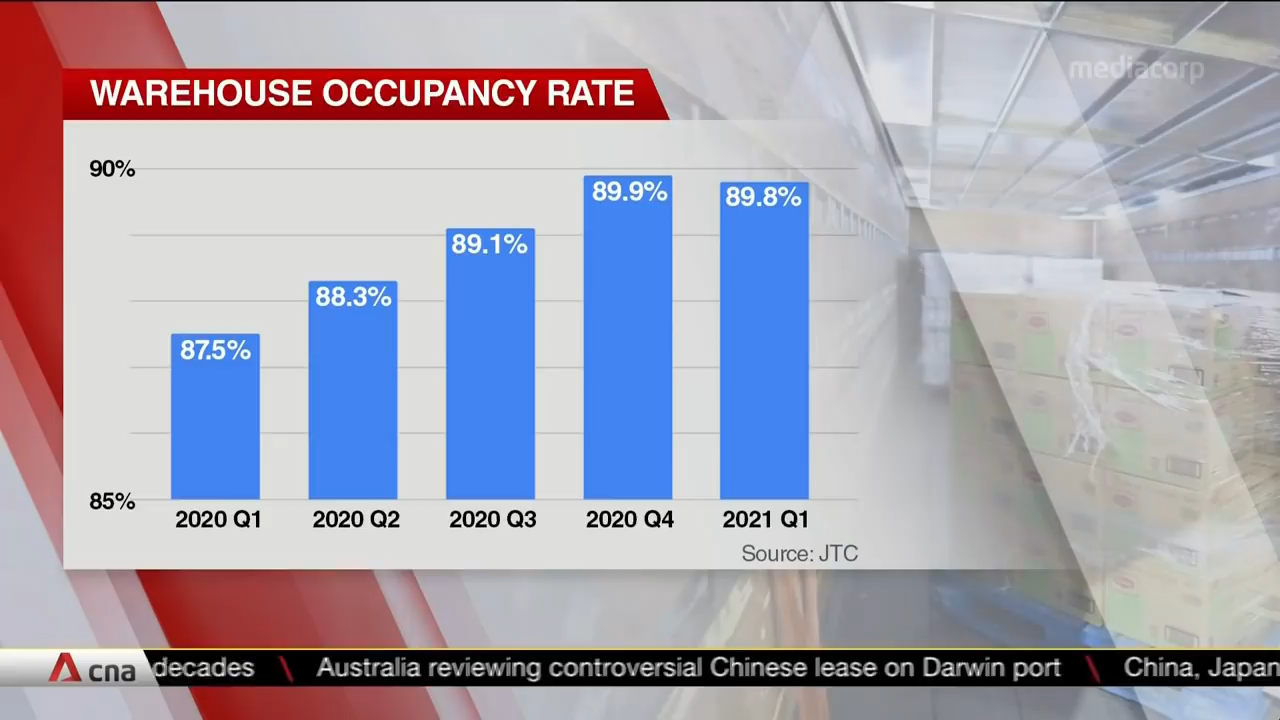 mediacorp
WAREHOUSE OCCUPANCY RATE
90%
89.9%
89.8%
89.1%
88.3%
87.5%
85%
2020 Q1 2020 Q2 2020 Q3 2020 Q4 2021 Q1
Source: JTC
cna decades \ Australia reviewing controversial Chinese lease on Darwin port \ China, Japan